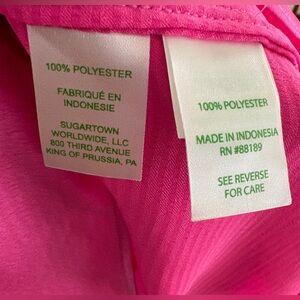 100% POLYESTER
FABRIQUÉ EN
INDONESIE
SUGARTOWN
WORLDWIDE, LLC
800 THIRD AVENUE
KING OF PRUSSIA, PA
100% POLYESTER
MADE IN INDONESIA
RN #88189
SEE REVERSE
FOR CARE